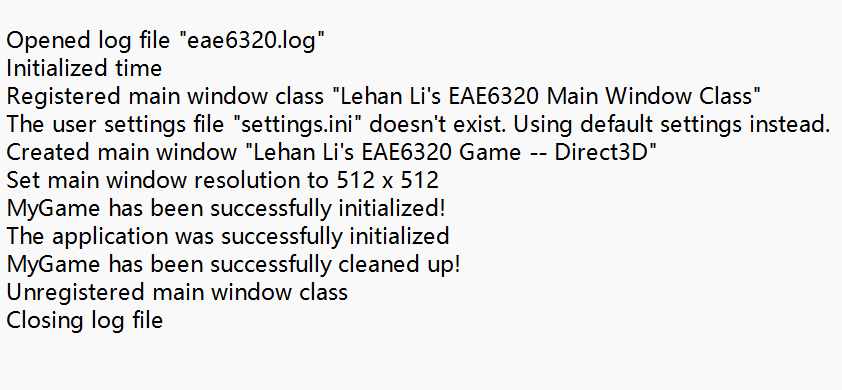 Opened log file "eae6320.log"
Initialized time
Registered main window class "Lehan Li's EAE6320 Main Window Class"
The user settings file "settings.ini" doesn't exist. Using default settings instead.
Created main window "Lehan Li's EAE6320 Game -- Direct3D"
Set main window resolution to 512 x 512
MyGame has been successfully initialized!
The application was successfully initialized
MyGame has been successfully cleaned up!
Unregistered main window class
Closing log file